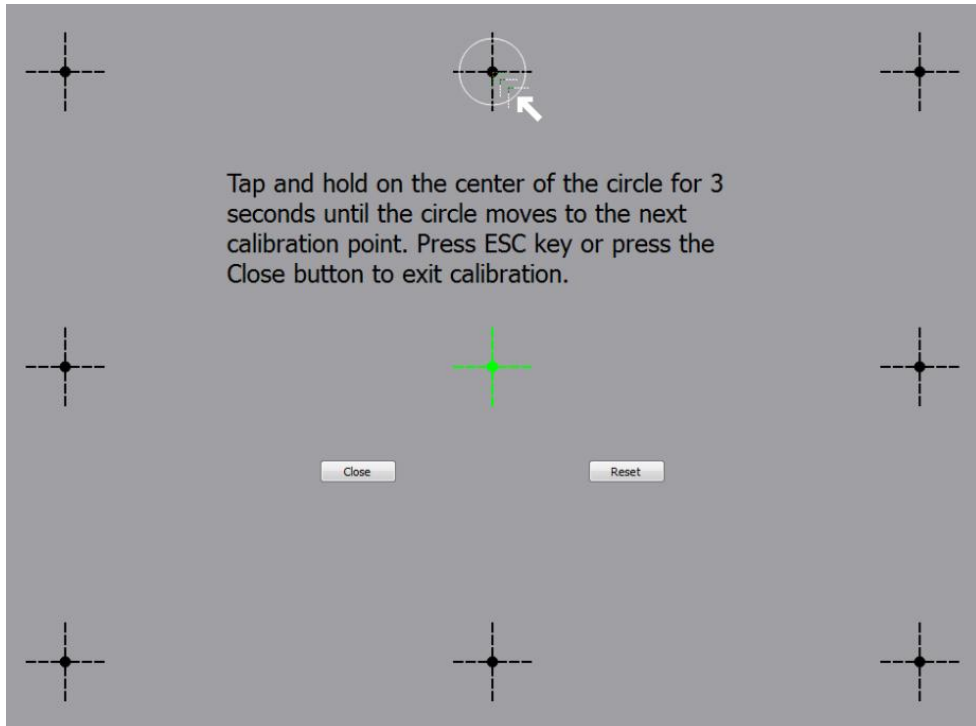 Tap and hold on the center of the circle for 3
seconds until the circle moves to the next
calibration point. Press ESC key or press the
Close button to exit calibration.
Close
Reset